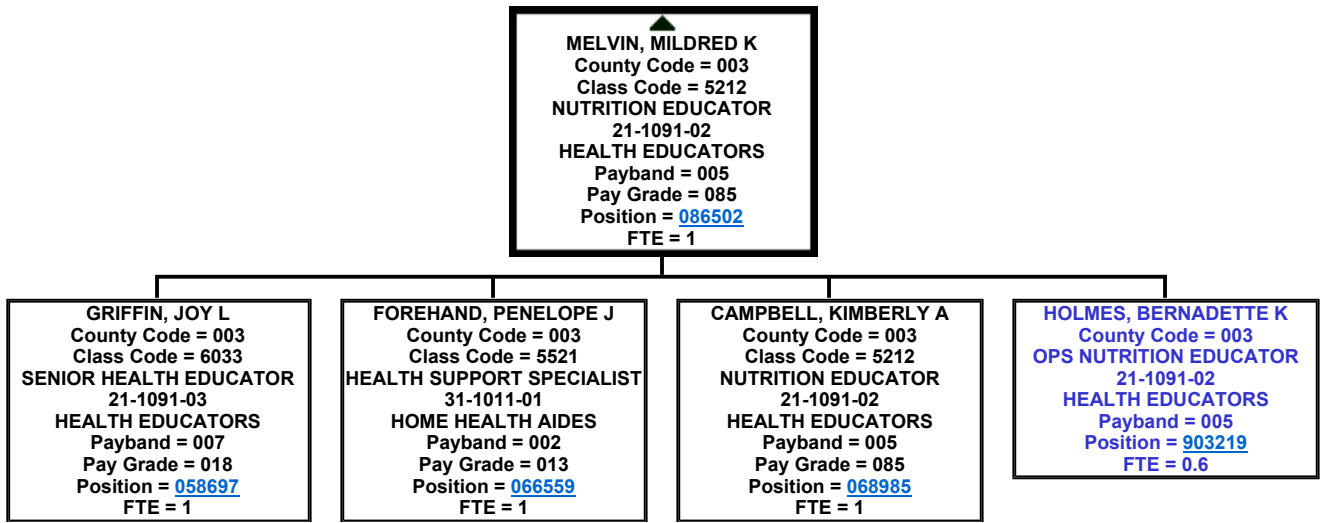 MELVIN, MILDRED K
County Code = 003
Class Code = 5212
NUTRITION EDUCATOR
21-1091-02
HEALTH EDUCATORS
Payband = 005
Pay Grade = 085
Position = 086502
FTE = 1
GRIFFIN, JOY L
County Code = 003
Class Code = 6033
SENIOR HEALTH EDUCATOR
21-1091-03
HEALTH EDUCATORS
Payband = 007
Pay Grade = 018
Position = 058697
FTE = 1
FOREHAND, PENELOPE J
County Code = 003
Class Code = 5521
HEALTH SUPPORT SPECIALIST
31-1011-01
HOME HEALTH AIDES
Payband = 002
Pay Grade = 013
Position = 066559
FTE = 1
CAMPBELL, KIMBERLY A
County Code = 003
Class Code = 5212
NUTRITION EDUCATOR
21-1091-02
HEALTH EDUCATORS
Payband = 005
Pay Grade = 085
Position = 068985
FTE = 1
HOLMES, BERNADETTE K
County Code = 003
OPS NUTRITION EDUCATOR
21-1091-02
HEALTH EDUCATORS
Payband = 005
Position = 903219
FTE = 0.6